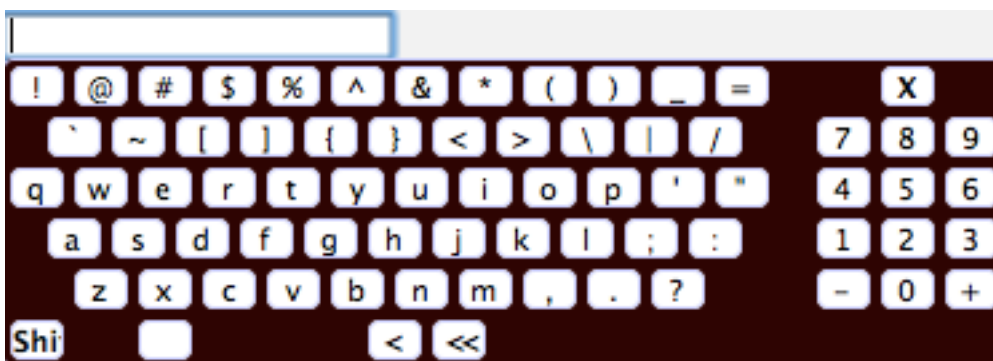 ! @ # $ % ^ & * ( ) _ = X
` ~ [ ] { } < > \ | / 7 8 9
q w e r t y u i o p ' " 4 5 6
a s d f g h j k l ; : 1 2 3
z x c v b n m , . ? - 0 +
Shi < <<